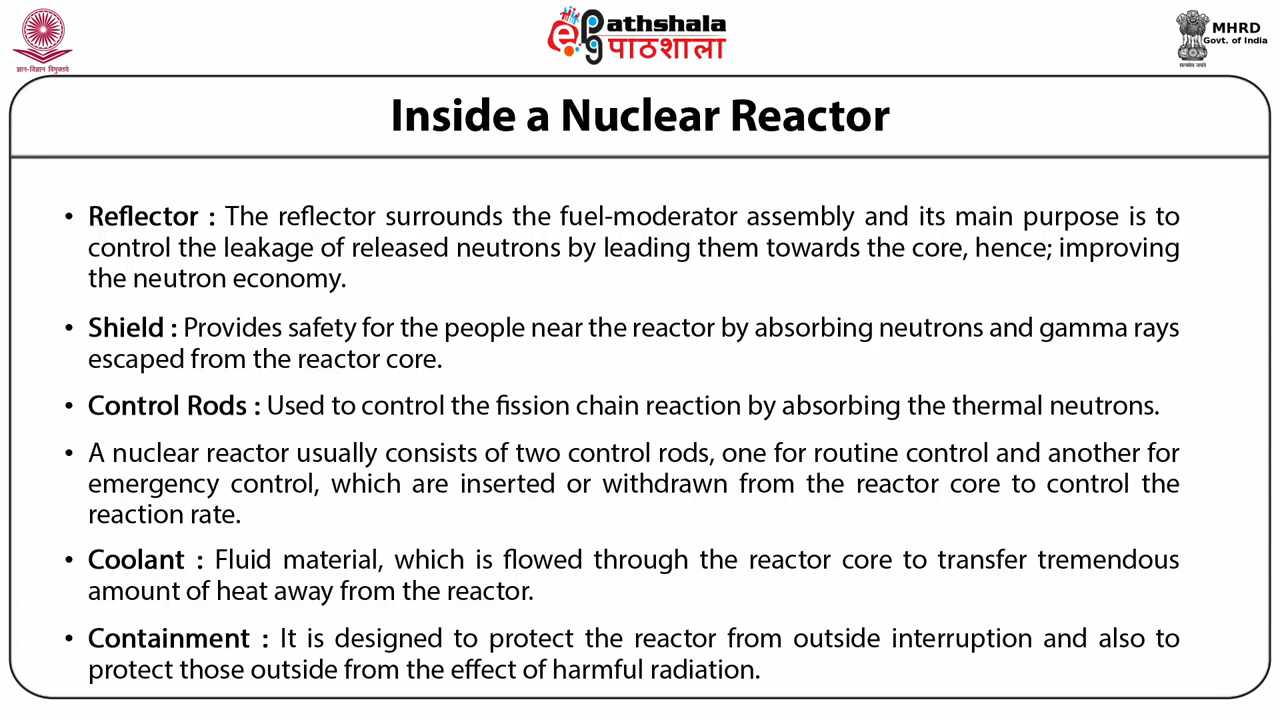 ज्ञान-विज्ञान विमुक्तये
epg
athshala
पाठशाला
सत्यमेव जयते
MHRD
Govt. of India
Inside a Nuclear Reactor
• Reflector : The reflector surrounds the fuel-moderator assembly and its main purpose is to
control the leakage of released neutrons by leading them towards the core, hence; improving
the neutron economy.
• Shield : Provides safety for the people near the reactor by absorbing neutrons and gamma rays
escaped from the reactor core.
• Control Rods : Used to control the fission chain reaction by absorbing the thermal neutrons.
• A nuclear reactor usually consists of two control rods, one for routine control and another for
emergency control, which are inserted or withdrawn from the reactor core to control the
reaction rate.
• Coolant : Fluid material, which is flowed through the reactor core to transfer tremendous
amount of heat away from the reactor.
• Containment : It is designed to protect the reactor from outside interruption and also to
protect those outside from the effect of harmful radiation.